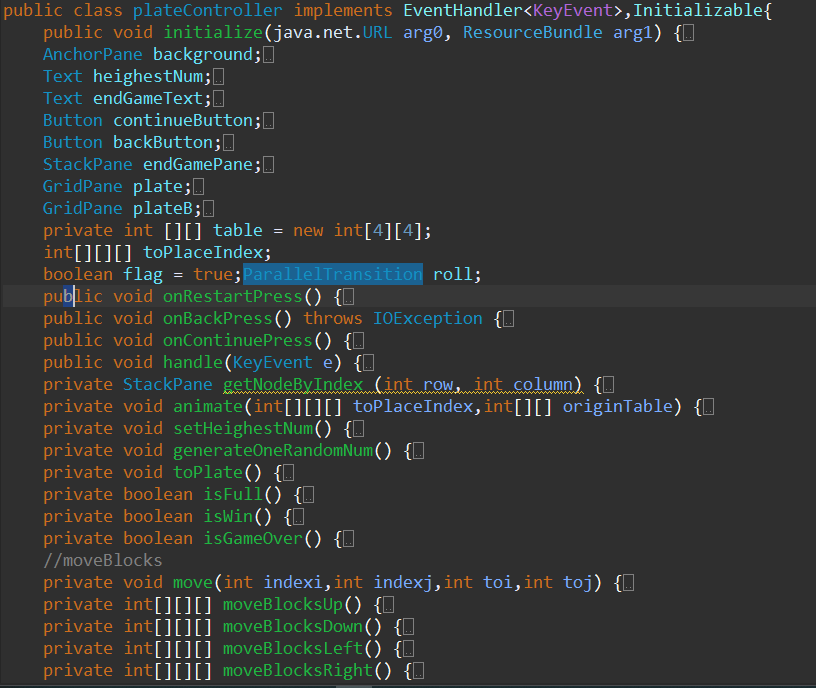 public class plateController implements EventHandler<KeyEvent>,Initializable{
public void initialize(java.net.URL arg0, ResourceBundle arg1) {
AnchorPane background;
Text heighestNum;
Text endGameText;
Button continueButton;
Button backButton;
StackPane endGamePane;
GridPane plate;
GridPane plateB;
private int [][] table = new int[4][4];
int[][][] toPlaceIndex;
boolean flag = true;ParallelTransition roll;
public void onRestartPress() {
public void onBackPress() throws IOException {
public void onContinuePress() {
public void handle(KeyEvent e) {
private StackPane getNodeByIndex (int row, int column) {
private void animate(int[][][] toPlaceIndex,int[][] originTable) {
private void setHeighestNum() {
private void generateOneRandomNum() {
private void toPlate() {
private boolean isFull() {
private boolean isWin() {
private boolean isGameOver() {
//moveBlocks
private void move(int indexi,int indexj,int toi,int toj) {
private int[][][] moveBlocksUp() {
private int[][][] moveBlocksDown() {
private int[][][] moveBlocksLeft() {
private int[][][] moveBlocksRight() {